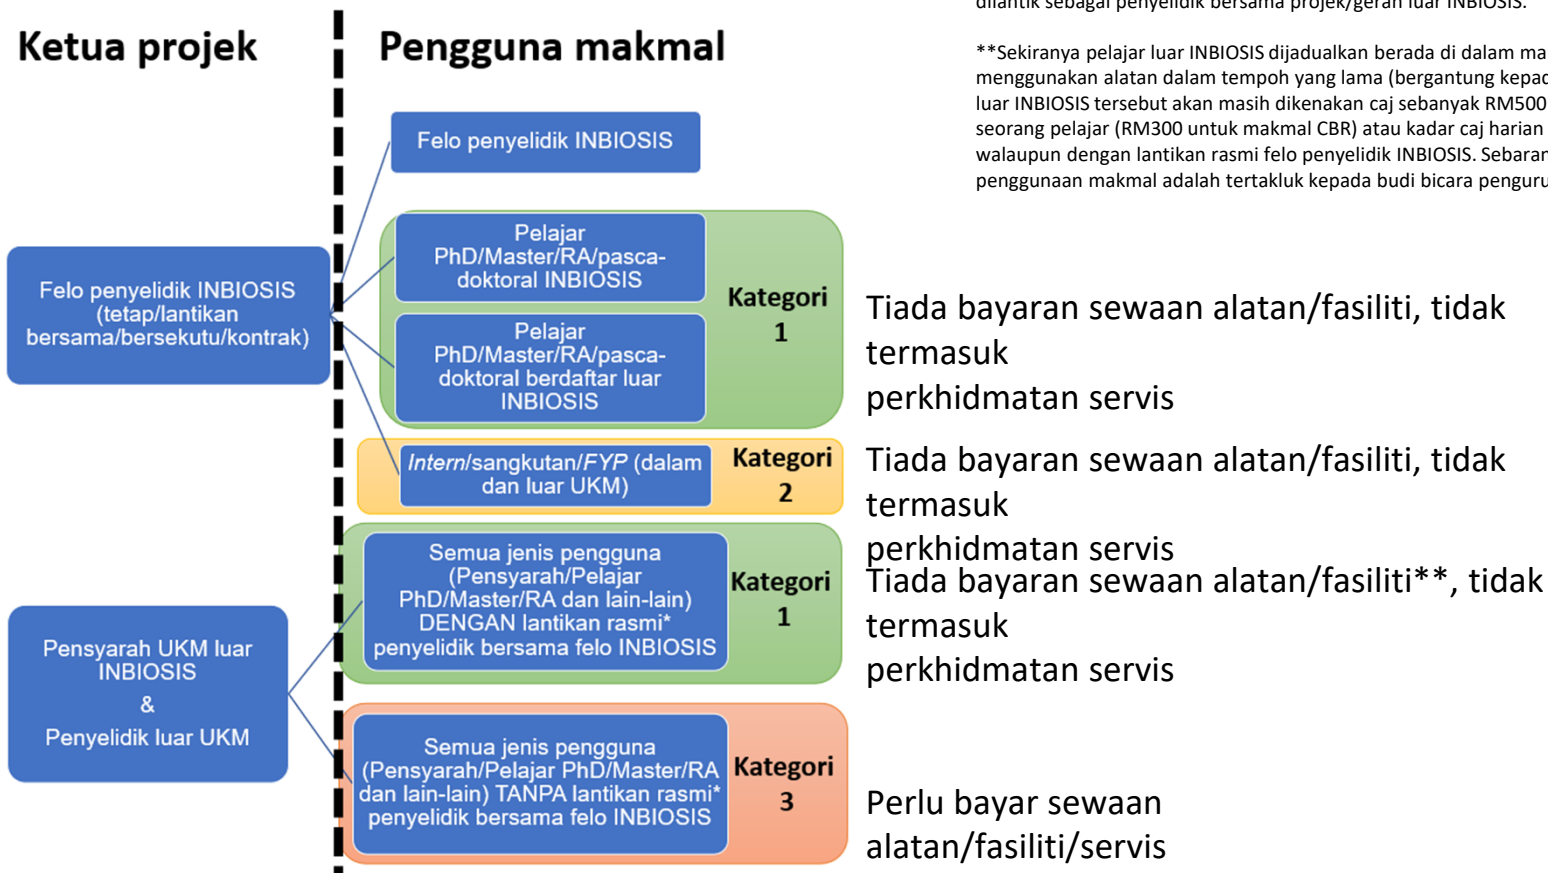 dilantik sebagai penyelidik bersama projek/geran luar INBIOSIS.
Ketua projek
Pengguna makmal
**Sekiranya pelajar luar INBIOSIS dijadualkan berada di dalam
menggunakan alatan dalam tempoh yang lama (bergantung
luar INBIOSIS tersebut akan masih dikenakan caj sebanyak RM500
seorang pelajar (RM300 untuk makmal CBR) atau kadar caj harian
walaupun dengan lantikan rasmi felo penyelidik INBIOSIS.
penggunaan makmal adalah tertakluk kepada budi bicara
Felo penyelidik INBIOSIS
Felo penyelidik INBIOSIS
(tetap/lantikan
bersama/bersekutu/kontrak)
Pelajar
PhD/Master/RA/pasca-
doktoral INBIOSIS
Pelajar
PhD/Master/RA/pasca-
doktoral berdaftar luar
INBIOSIS
Kategori
1
Tiada bayaran sewaan alatan/fasiliti, tidak
termasuk
perkhidmatan servis
Intern/sangkutan/FYP (dalam
dan luar UKM)
Kategori
2
Tiada bayaran sewaan alatan/fasiliti, tidak
termasuk
perkhidmatan servis
Pensyarah UKM luar
INBIOSIS
&
Penyelidik luar UKM
Semua jenis pengguna
(Pensyarah/Pelajar
PhD/Master/RA dan lain-lain)
DENGAN lantikan rasmi*
penyelidik bersama felo INBIOSIS
Kategori
1
Tiada bayaran sewaan alatan/fasiliti**, tidak
termasuk
perkhidmatan servis
Semua jenis pengguna
(Pensyarah/Pelajar PhD/Master/RA
dan lain-lain) TANPA lantikan rasmi*
penyelidik bersama felo INBIOSIS
Kategori
3
Perlu bayar sewaan
alatan/fasiliti/servis